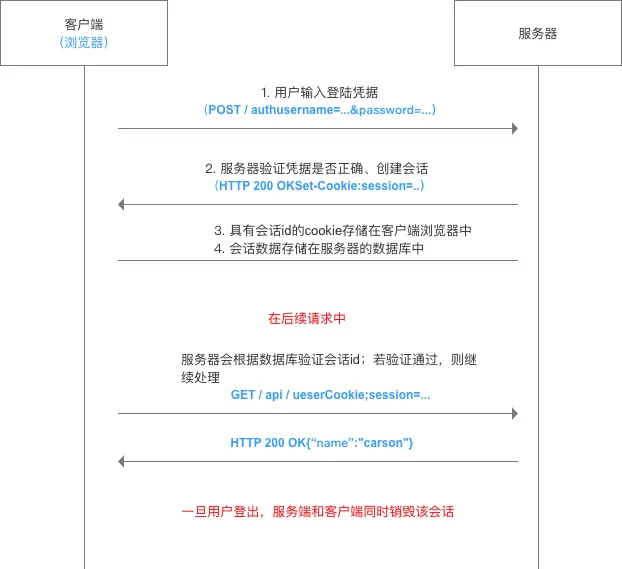 客户端
（浏览器）
服务器
1. 用户输入登陆凭据
（POST / authusername=...&password=...）
2. 服务器验证凭据是否正确、创建会话
（HTTP 200 OKSet-Cookie:session=..）
3. 具有会话id的cookie存储在客户端浏览器中
4. 会话数据存储在服务器的数据库中
在后续请求中
服务器会根据数据库验证会话id；若验证通过，则继
续处理
GET / api / ueserCookie;session=...
HTTP 200 OK{“name”:"carson"}
一旦用户登出，服务端和客户端同时销毁该会话